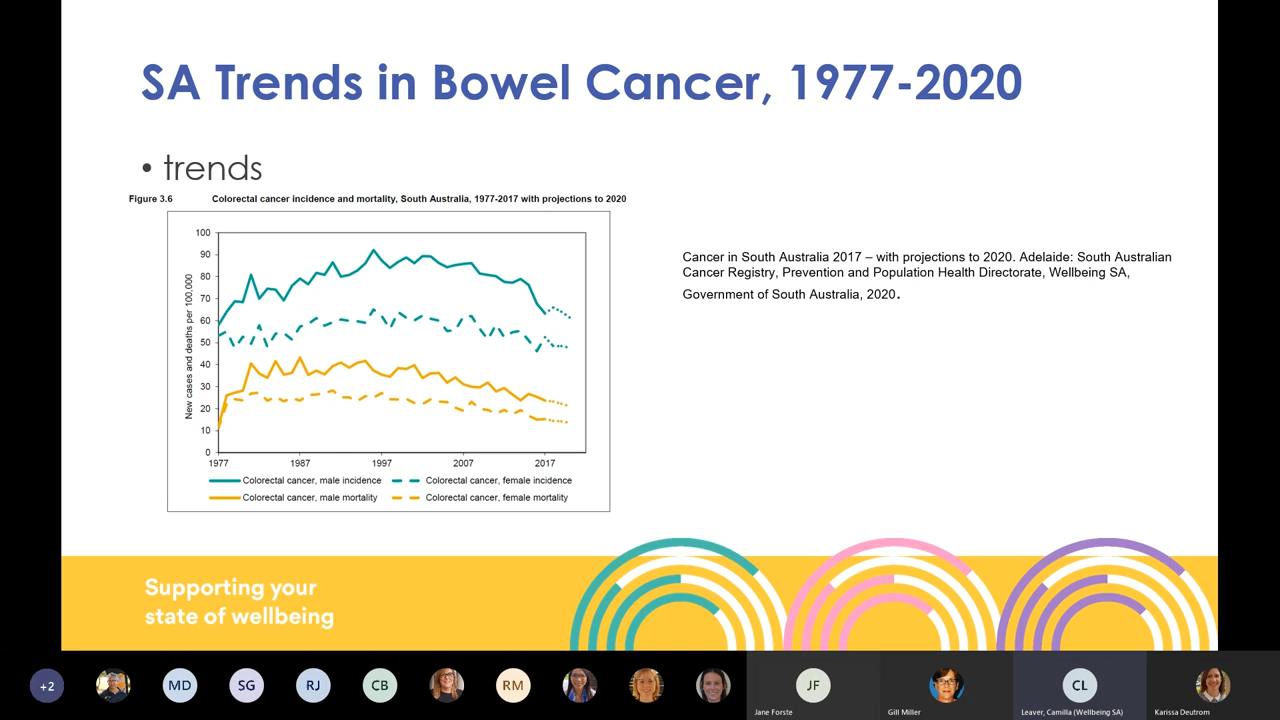 SA Trends in Bowel Cancer, 1977-2020
• trends
Figure 3.6 Colorectal cancer incidence and mortality, South Australia, 1977-2017 with projections to 2020
New cases and deaths per 100,000
100
90
80
70
60
50
40
30
20
10
0
1977 1987 1997 2007 2017
Colorectal cancer, male incidence Colorectal cancer, female incidence
Colorectal cancer, male mortality Colorectal cancer, female mortality
Cancer in South Australia 2017 – with projections to 2020. Adelaide: South Australian
Cancer Registry, Prevention and Population Health Directorate, Wellbeing SA,
Government of South Australia, 2020.
Supporting your
state of wellbeing
+2 MD SG RJ CB RM JF CL
Jane Forste Gill Miller Leaver, Camilla (Wellbeing SA) Karissa Deutrom